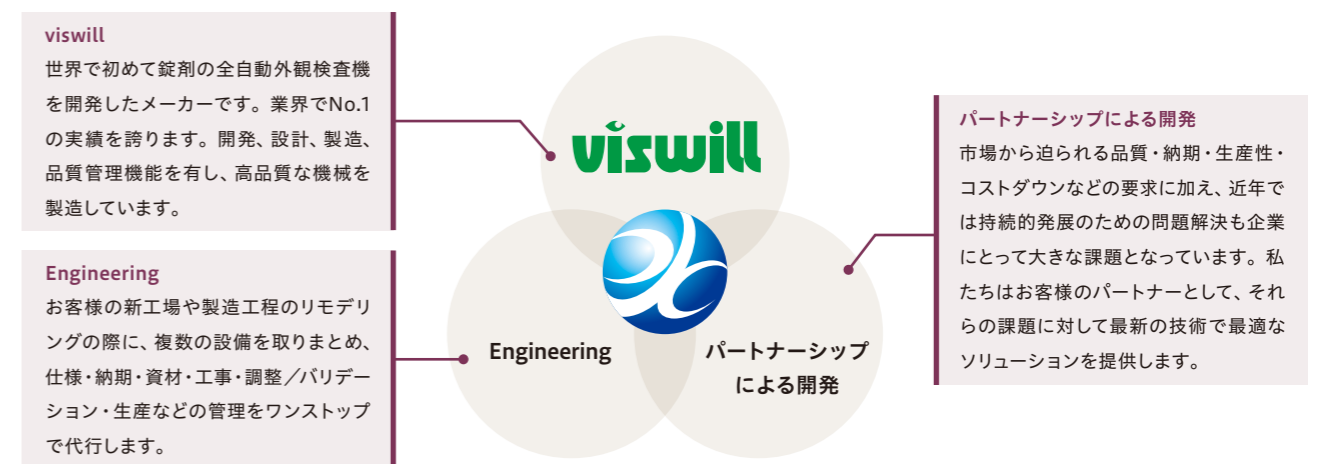 viswill
世界で初めて錠剤の全自動外観検査機
を開発したメーカーです。業界でNo.1
の実績を誇ります。開発、設計、製造、
品質管理機能を有し、高品質な機械を
製造しています。
Engineering
お客様の新工場や製造工程のリモデリ
ングの際に、複数の設備を取りまとめ、
仕様・納期・資材・工事・調整／バリデー
ション・生産などの管理をワンストップ
で代行します。
viswill
Engineering
パートナーシップ
による開発
パートナーシップによる開発
市場から迫られる品質・納期・生産性・
コストダウンなどの要求に加え、近年で
は持続的発展のための問題解決も企業
にとって大きな課題となっています。私
たちはお客様のパートナーとして、それ
らの課題に対して最新の技術で最適な
ソリューションを提供します。